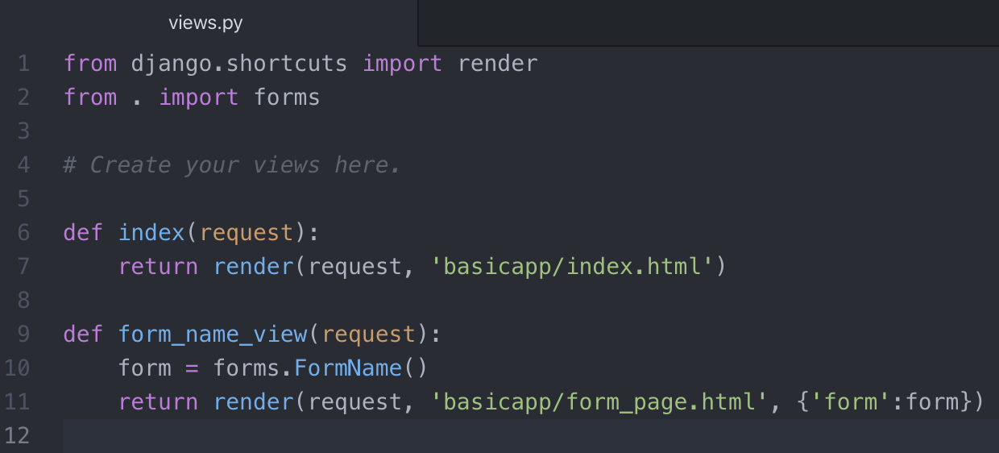 views.py
1 from django.shortcuts import render
2 from . import forms
3
4 # Create your views here.
5
6 def index(request):
7     return render(request, 'basicapp/index.html')
8
9 def form_name_view(request):
10     form = forms.FormName()
11     return render(request, 'basicapp/form_page.html', {'form':form})
12